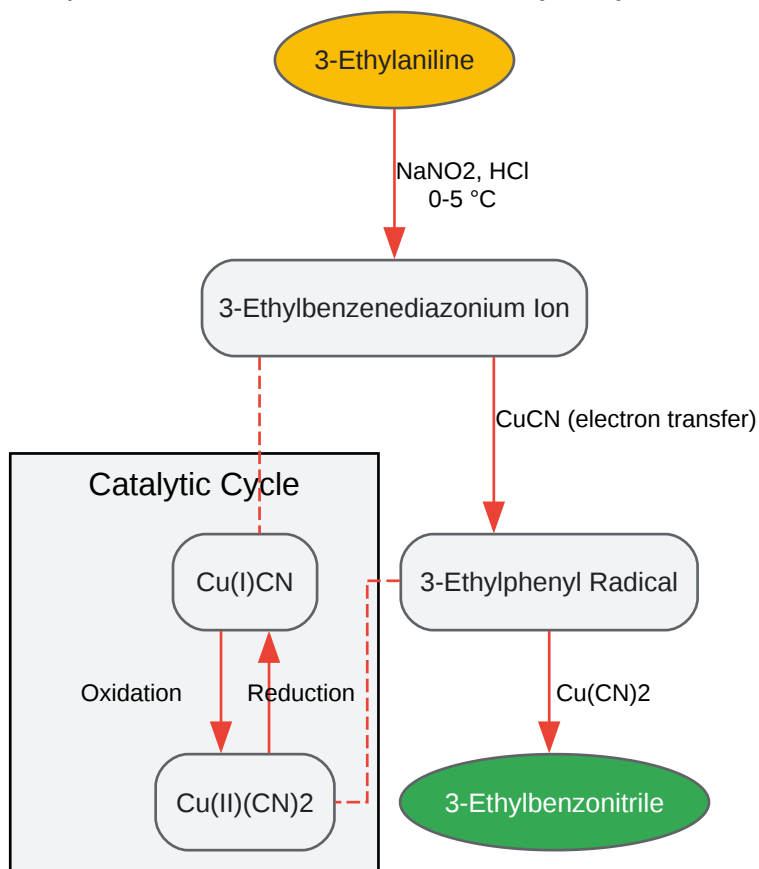 3-Ethylaniline
NaNO2, HCl
0-5 °C
3-Ethylbenzenediazonium Ion
CuCN (electron transfer)
Catalytic Cycle
Cu(I)CN
3-Ethylphenyl Radical
Oxidation
Reduction
Cu(CN)2
Cu(II)(CN)2
3-Ethylbenzonitrile